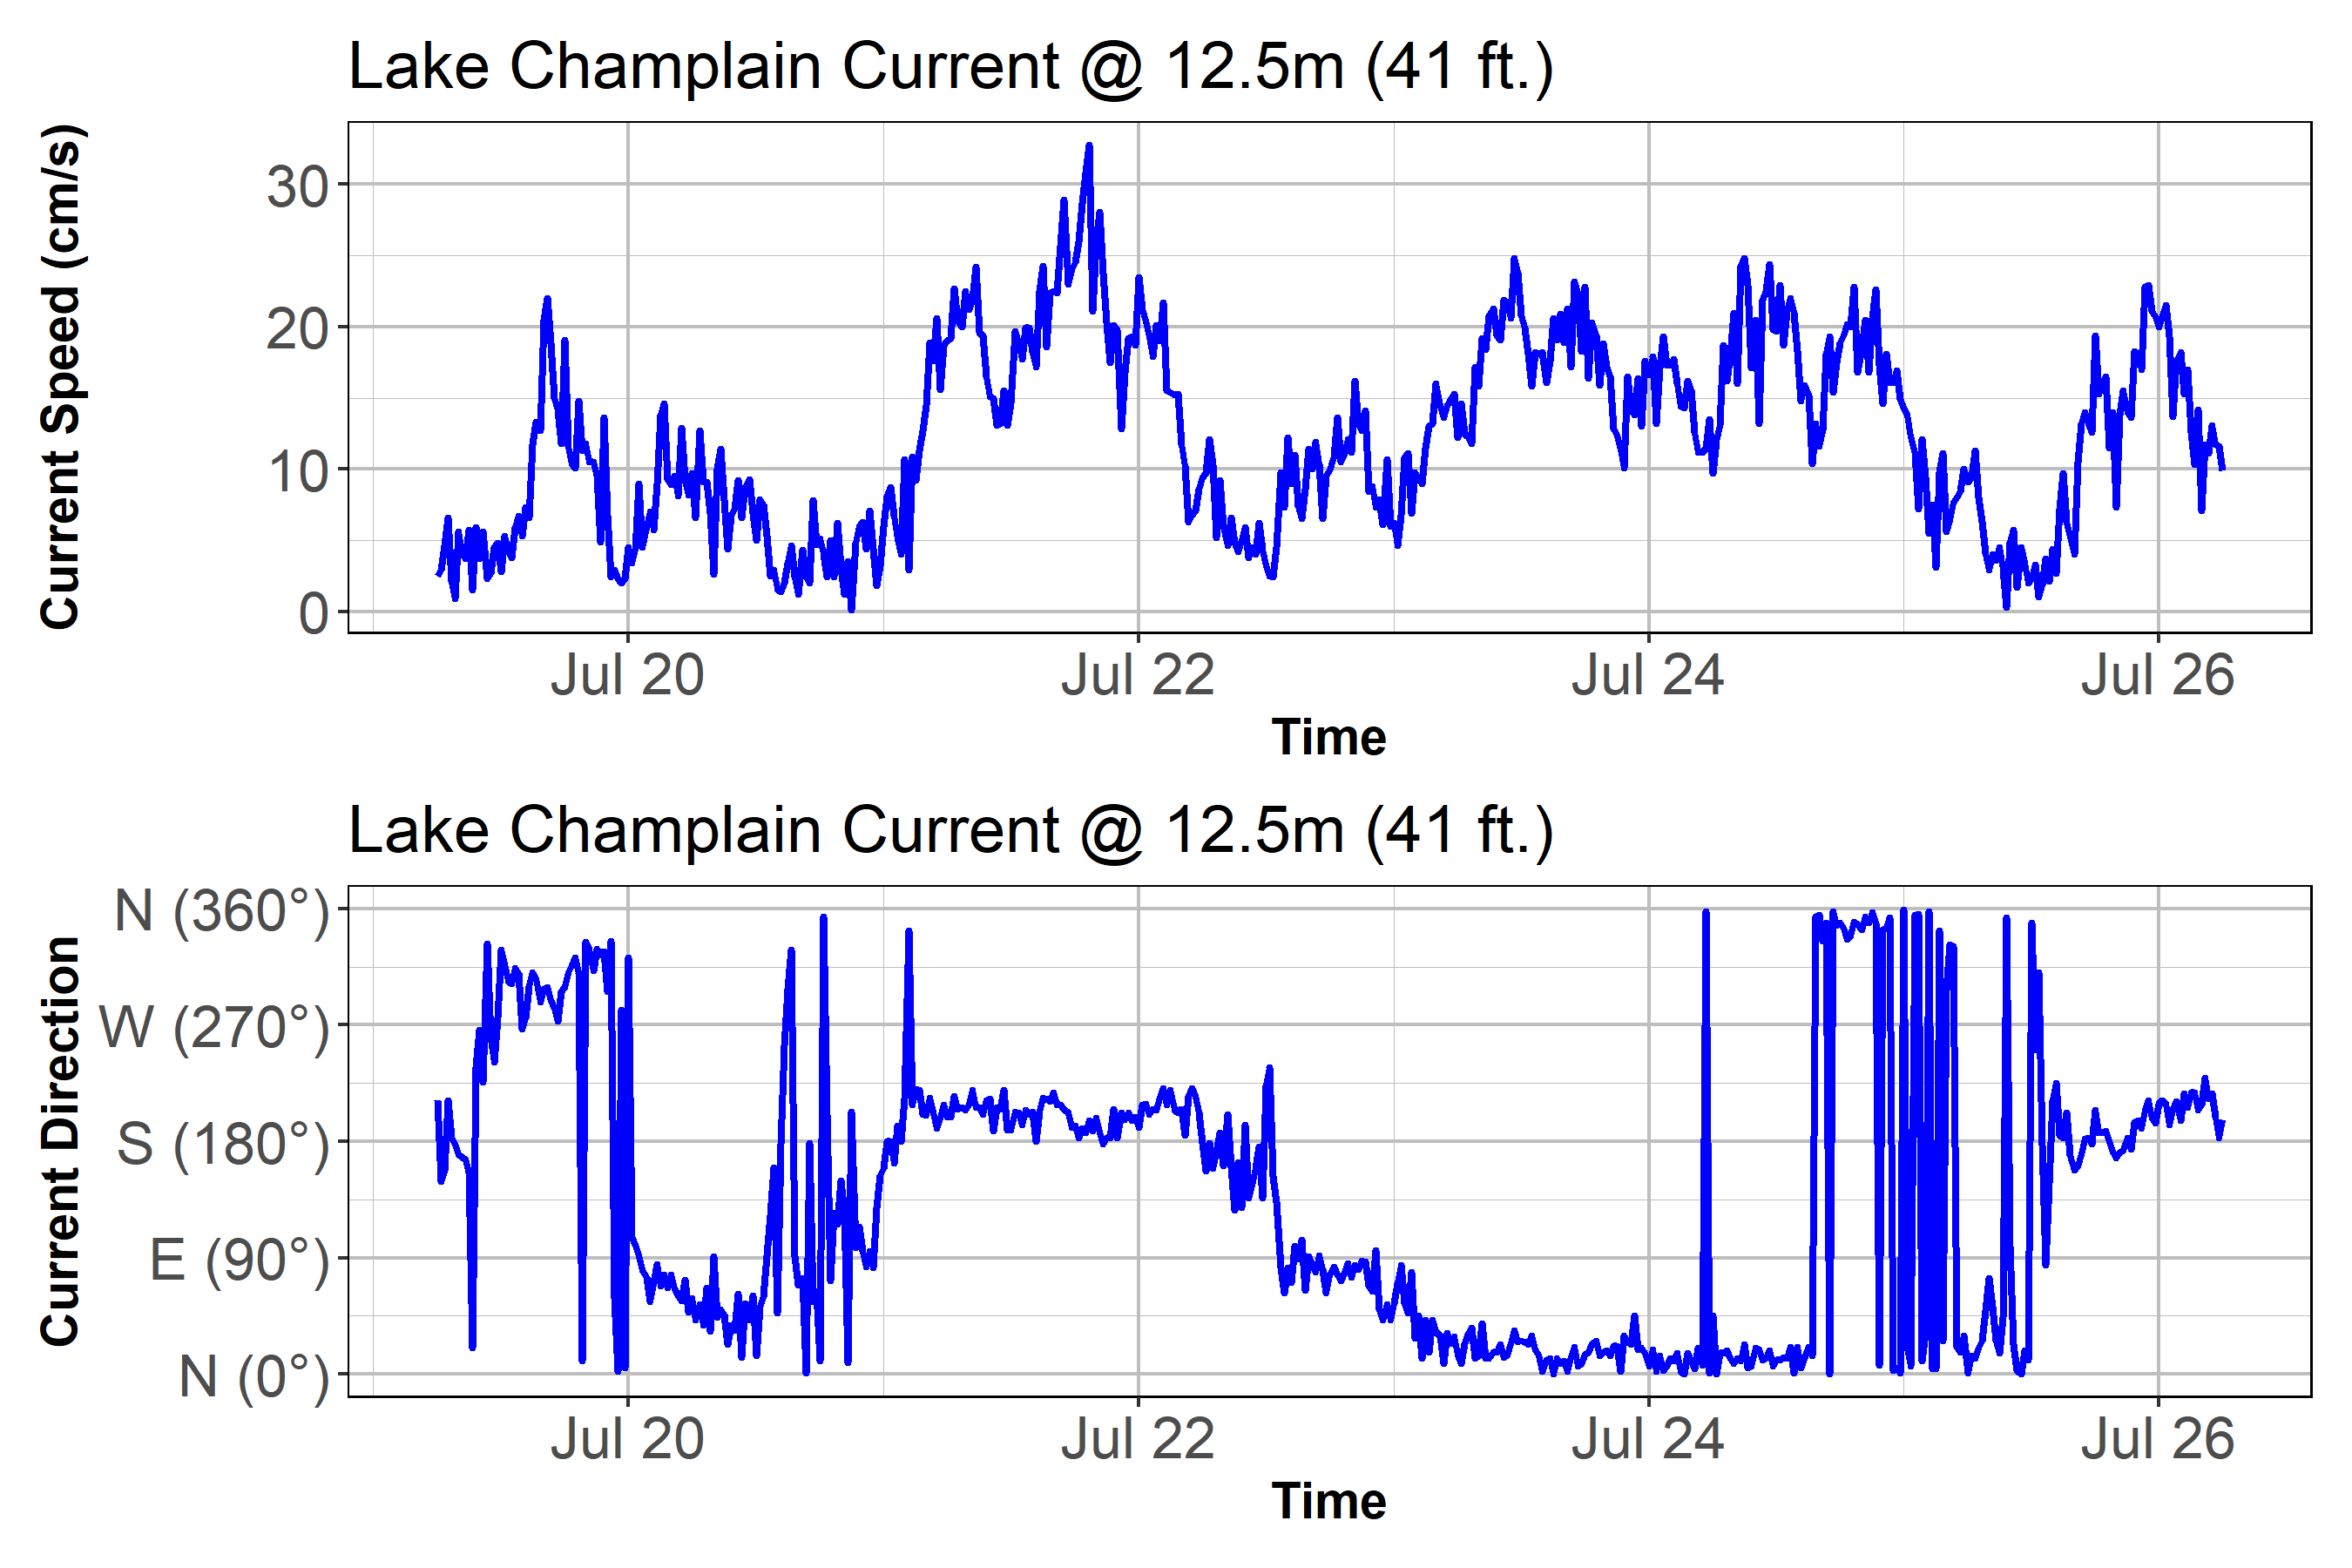 Lake Champlain Current @ 12.5m (41 ft.)
Current Speed (cm/s)
30
20
10
0
Jul 20 Jul 22 Jul 24 Jul 26
Time
Lake Champlain Current @ 12.5m (41 ft.)
Current Direction
N (360°)
W (270°)
S (180°)
E (90°)
N (0°)
Jul 20 Jul 22 Jul 24 Jul 26
Time